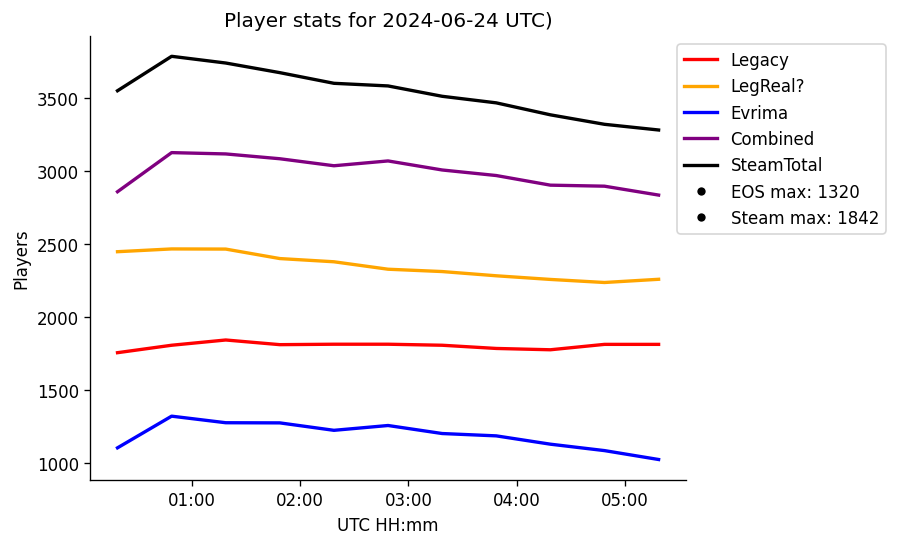 Player stats for 2024-06-24 UTC)
Players
3500
3000
2500
2000
1500
1000
01:00 02:00 03:00 04:00 05:00
UTC HH:mm
Legacy
LegReal?
Evrima
Combined
SteamTotal
EOS max: 1320
Steam max: 1842